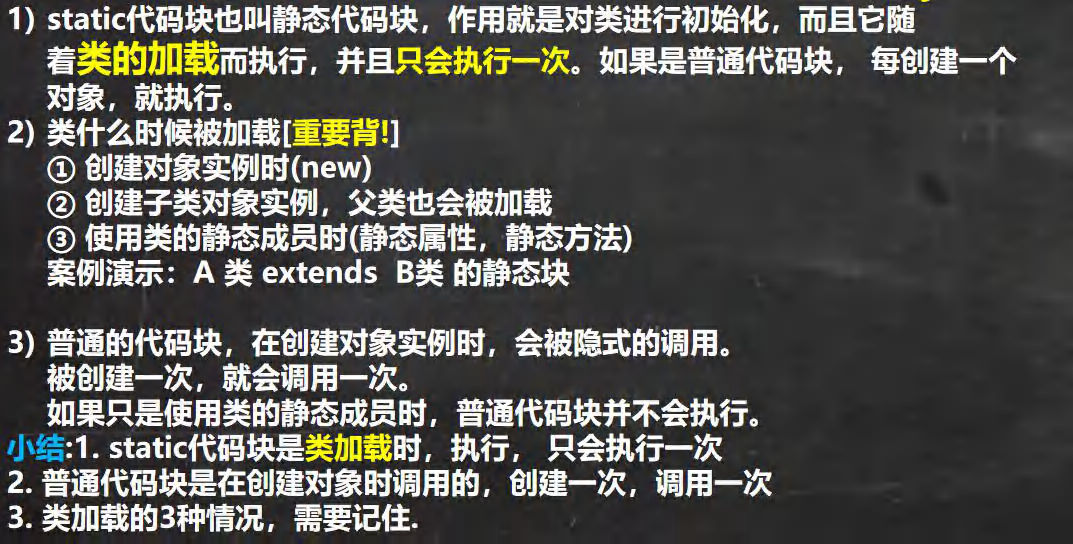 1) static代码块也叫静态代码块，作用就是对类进行初始化，而且它随
着类的加载而执行，并且只会执行一次。如果是普通代码块， 每创建一个
对象，就执行。
2) 类什么时候被加载[重要背!]
① 创建对象实例时(new)
② 创建子类对象实例，父类也会被加载
③ 使用类的静态成员时(静态属性，静态方法)
案例演示：A 类 extends B类 的静态块
3) 普通的代码块，在创建对象实例时，会被隐式的调用。
被创建一次，就会调用一次。
如果只是使用类的静态成员时，普通代码块并不会执行。
小结:1. static代码块是类加载时，执行， 只会执行一次
2. 普通代码块是在创建对象时调用的，创建一次，调用一次
3. 类加载的3种情况，需要记住.